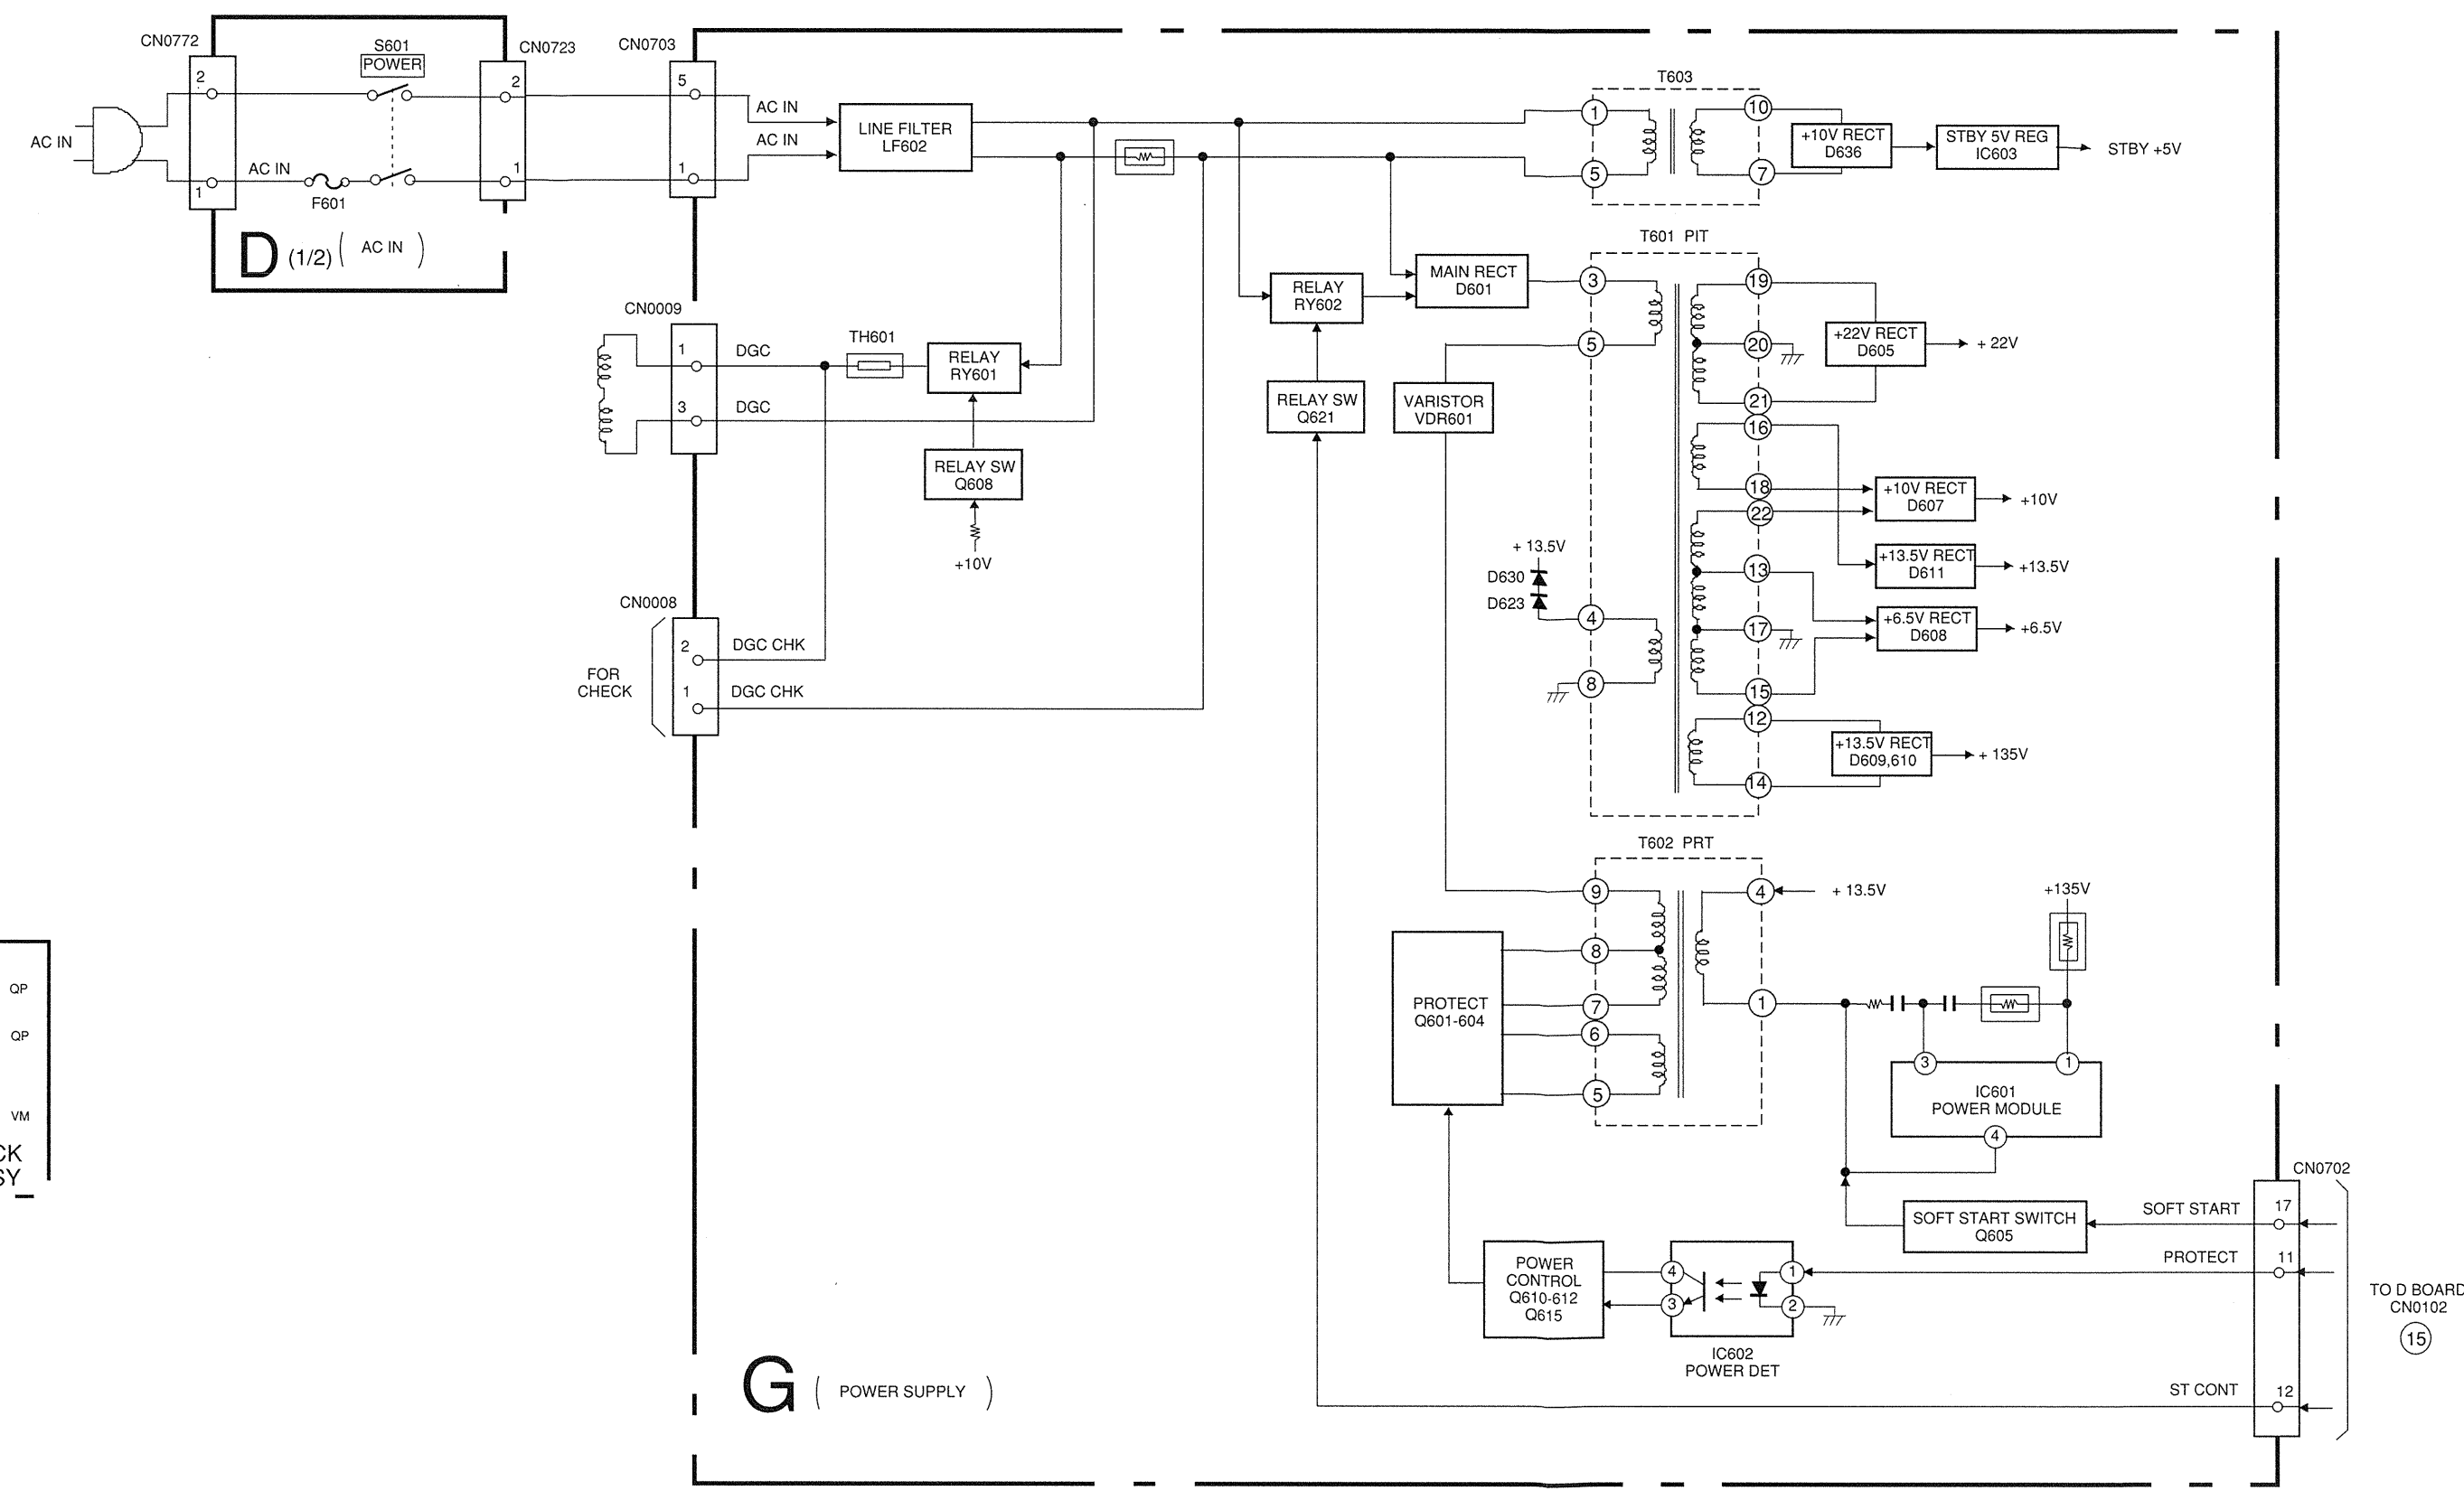 CN0772
S601
POWER
CN0723
CN0703
2
1
2
1
5
1
AC IN
AC IN
F601
D (1/2) ( AC IN )
AC IN
AC IN
LINE FILTER
LF602
T603
1
5
10
7
+10V RECT
D636
STBY 5V REG
IC603
STBY +5V
CN0009
1
3
DGC
DGC
TH601
RELAY
RY601
RELAY SW
Q608
+10V
CN0008
2
1
DGC CHK
DGC CHK
FOR
CHECK
RELAY
RY602
MAIN RECT
D601
RELAY SW
Q621
VARISTOR
VDR601
T601 PIT
3
5
4
8
+ 13.5V
D630
D623
19
20
21
16
18
22
13
17
15
12
14
+22V RECT
D605
+ 22V
+10V RECT
D607
+10V
+13.5V RECT
D611
+13.5V
+6.5V RECT
D608
+6.5V
+13.5V RECT
D609,610
+ 135V
T602 PRT
9
8
7
6
5
4
1
+ 13.5V
+135V
PROTECT
Q601-604
3
1
IC601
POWER MODULE
4
QP
QP
VM
CK
SY
CN0702
SOFT START SWITCH
Q605
SOFT START
17
PROTECT
11
POWER
CONTROL
Q610-612
Q615
4
3
1
2
IC602
POWER DET
TO D BOARD
CN0102
15
ST CONT
12
G ( POWER SUPPLY )